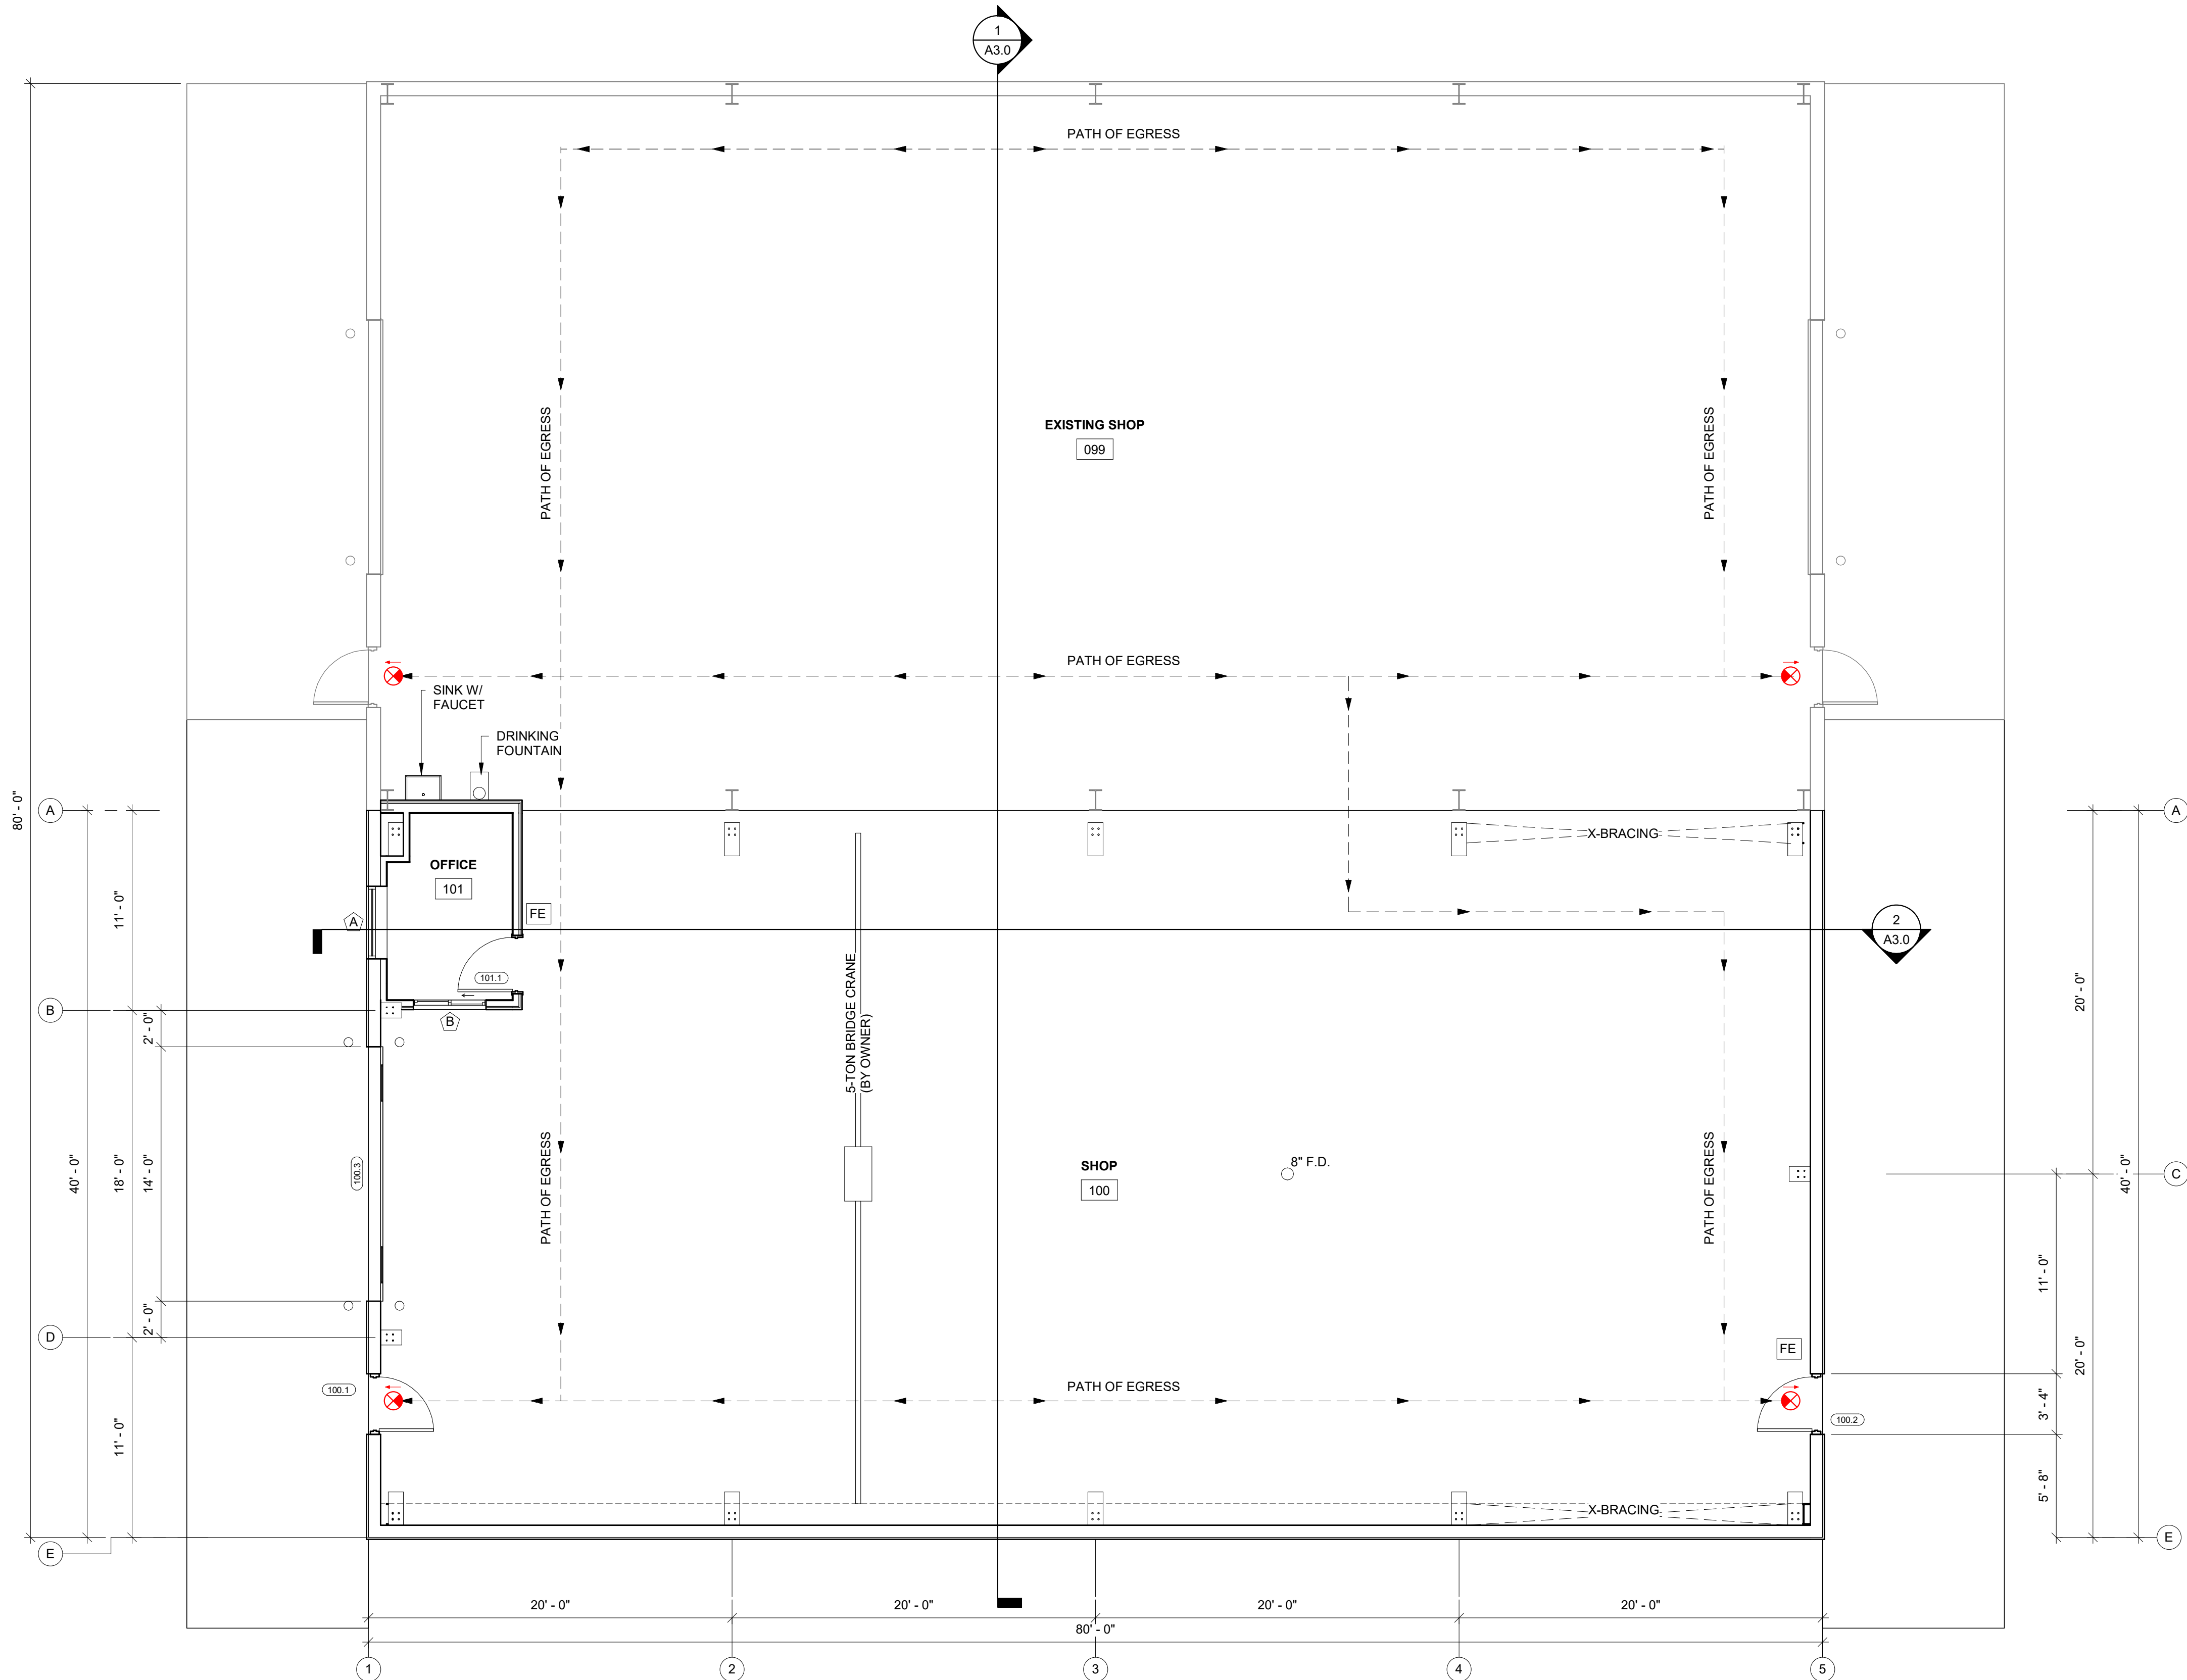 1
A3.0
PATH OF EGRESS
EXISTING SHOP
099
PATH OF EGRESS
PATH OF EGRESS
PATH OF EGRESS
SINK W/
FAUCET
DRINKING
FOUNTAIN
80' - 0"
A
A
X-BRACING
OFFICE
101
FE
A
11' - 0"
2
A3.0
101.1
B
B
2' - 0"
5-TON BRIDGE CRANE
(BY OWNER)
20' - 0"
40' - 0"
18' - 0"
14' - 0"
100.3
PATH OF EGRESS
SHOP
100
8" F.D.
PATH OF EGRESS
40' - 0"
C
11' - 0"
2' - 0"
D
FE
20' - 0"
100.1
PATH OF EGRESS
3' - 4"
100.2
11' - 0"
5' - 8"
X-BRACING
E
E
20' - 0"
20' - 0"
20' - 0"
20' - 0"
80' - 0"
1
2
3
4
5